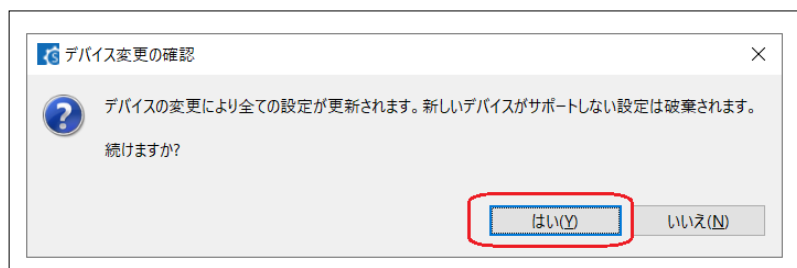 デバイス変更の確認
デバイスの変更により全ての設定が更新されます。新しいデバイスがサポートしない設定は破棄されます。
続けますか?
はい(Y) いいえ(N)